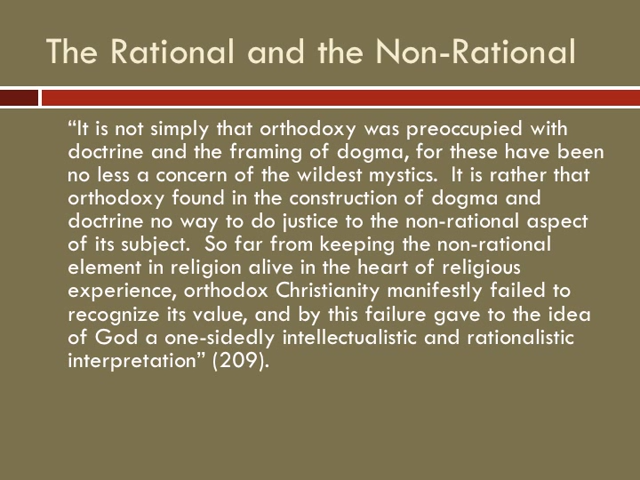 The Rational and the Non-Rational
“It is not simply that orthodoxy was preoccupied with
doctrine and the framing of dogma, for these have been
no less a concern of the wildest mystics.  It is rather that
orthodoxy found in the construction of dogma and
doctrine no way to do justice to the non-rational aspect
of its subject.  So far from keeping the non-rational
element in religion alive in the heart of religious
experience, orthodox Christianity manifestly failed to
recognize its value, and by this failure gave to the idea
of God a one-sidedly intellectualistic and rationalistic
interpretation” (209).